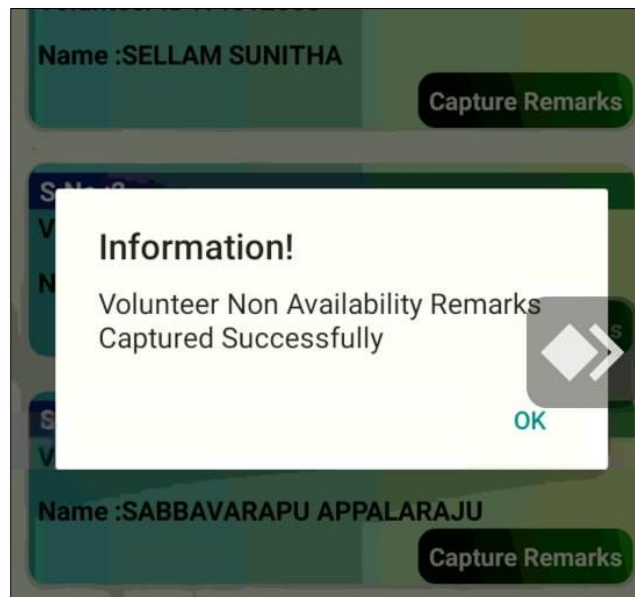 Name :SELLAM SUNITHA
Capture Remarks
Information!
Volunteer Non Availability Remarks
Captured Successfully
OK
Name :SABBAVARAPU APPALARAJU
Capture Remarks